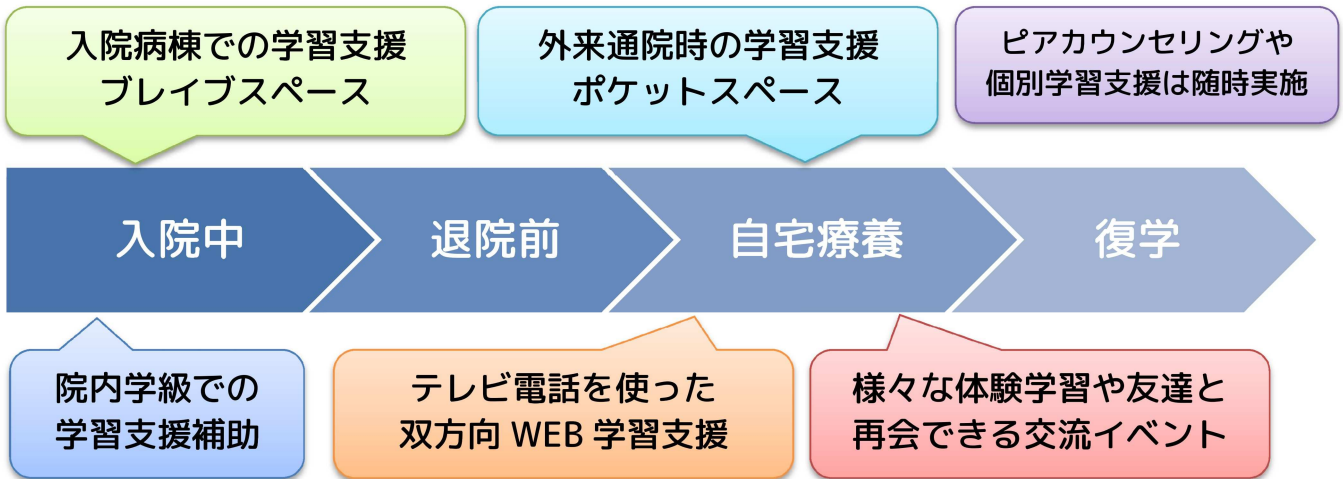 入院病棟での学習支援
ブレイブスペース
外来通院時の学習支援
ポケットスペース
ピアカウンセリングや
個別学習支援は随時実施
入院中
退院前
自宅療養
復学
院内学級での
学習支援補助
テレビ電話を使った
双方向 WEB 学習支援
様々な体験学習や友達と
再会できる交流イベント